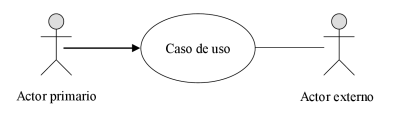 Caso de uso
Actor primario
Actor externo